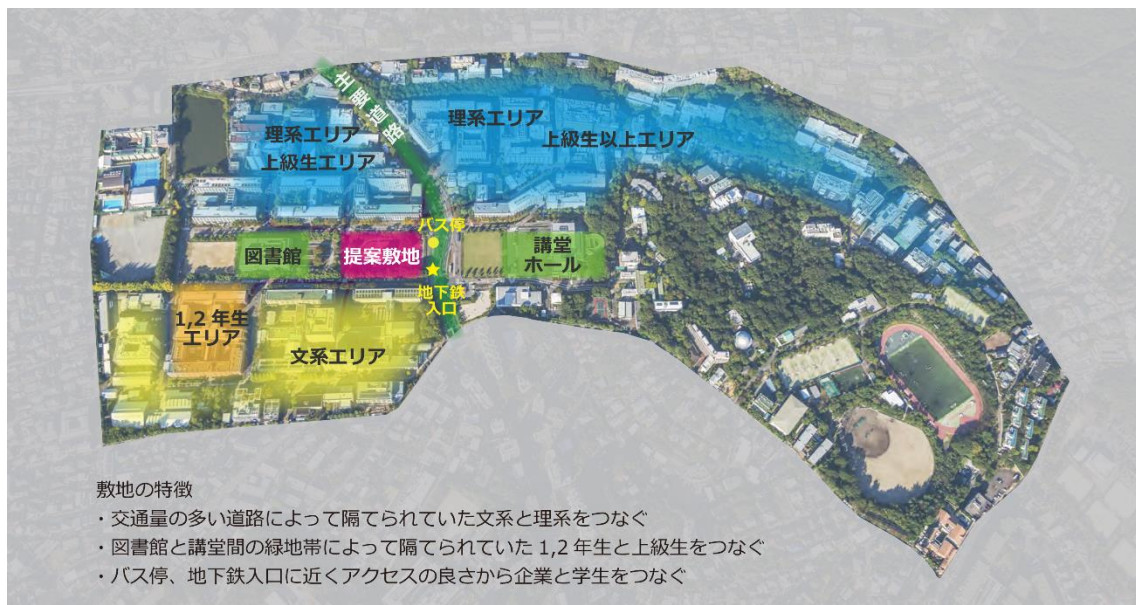 主要道路
理系エリア
上級生エリア
理系エリア
上級生以上エリア
バス停
図書館
提案敷地
講堂
ホール
地下鉄
入口
1,2 年生
エリア
文系エリア
敷地の特徴
・交通量の多い道路によって隔てられていた文系と理系をつなぐ
・図書館と講堂間の緑地帯によって隔てられていた 1,2 年生と上級生をつなぐ
・バス停、地下鉄入口に近くアクセスの良さから企業と学生をつなぐ